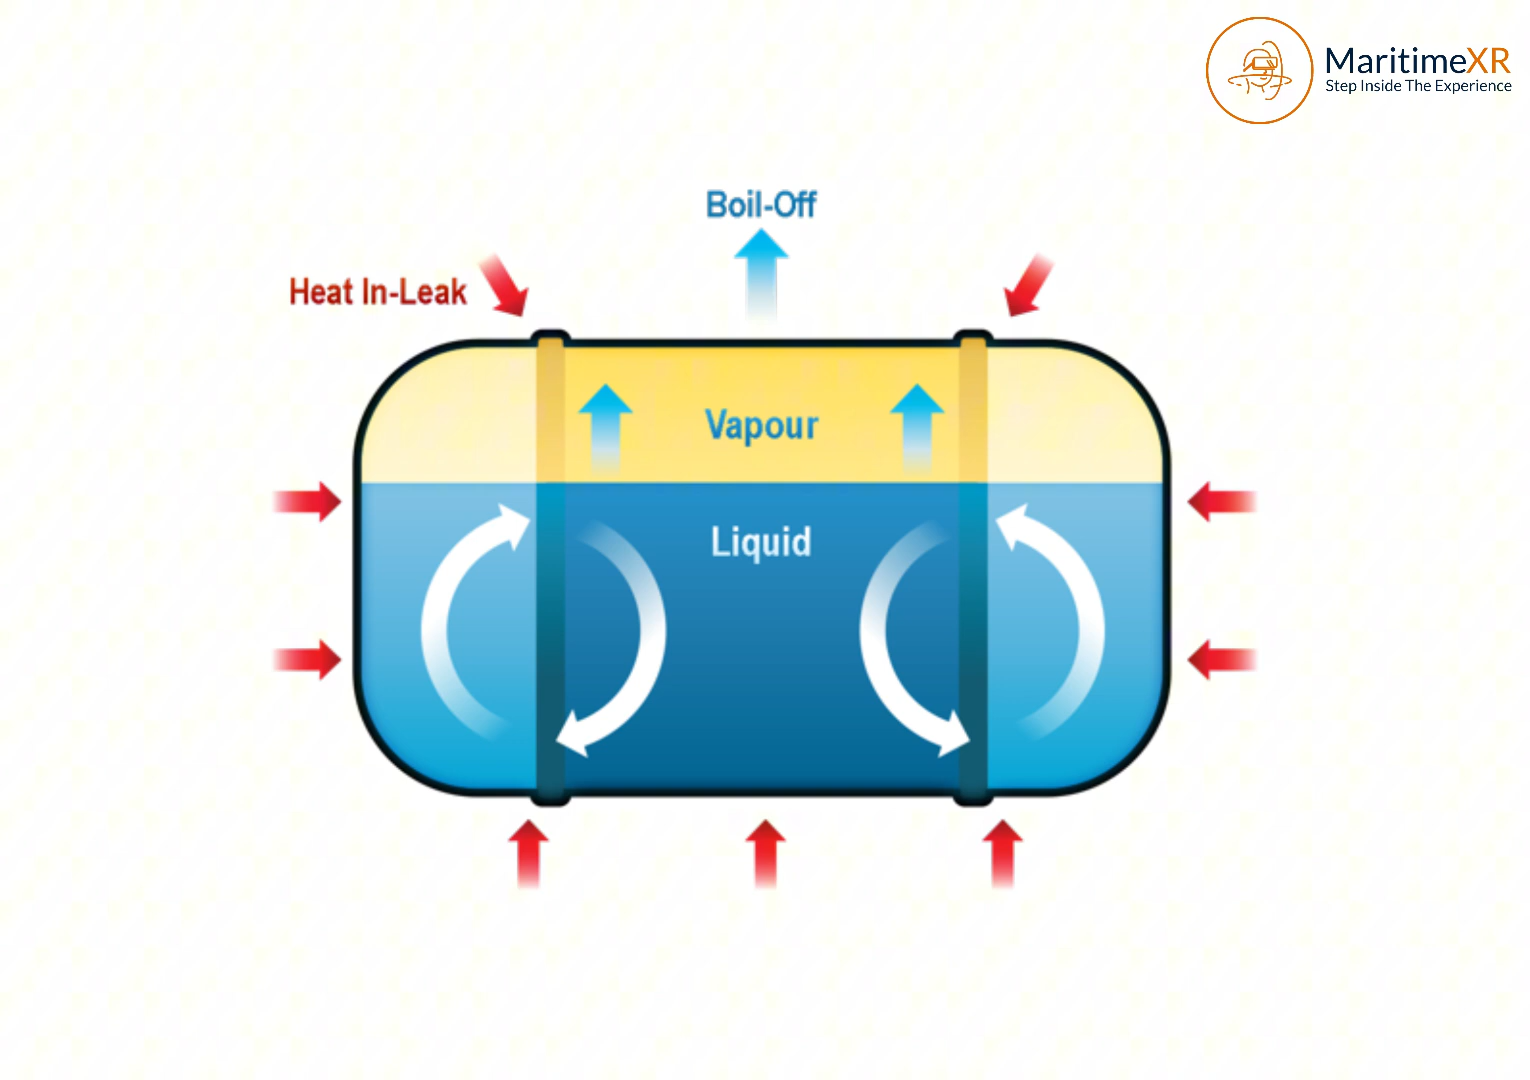 MaritimeXR
Step Inside The Experience
Boil-Off
Heat In-Leak
Vapour
Liquid